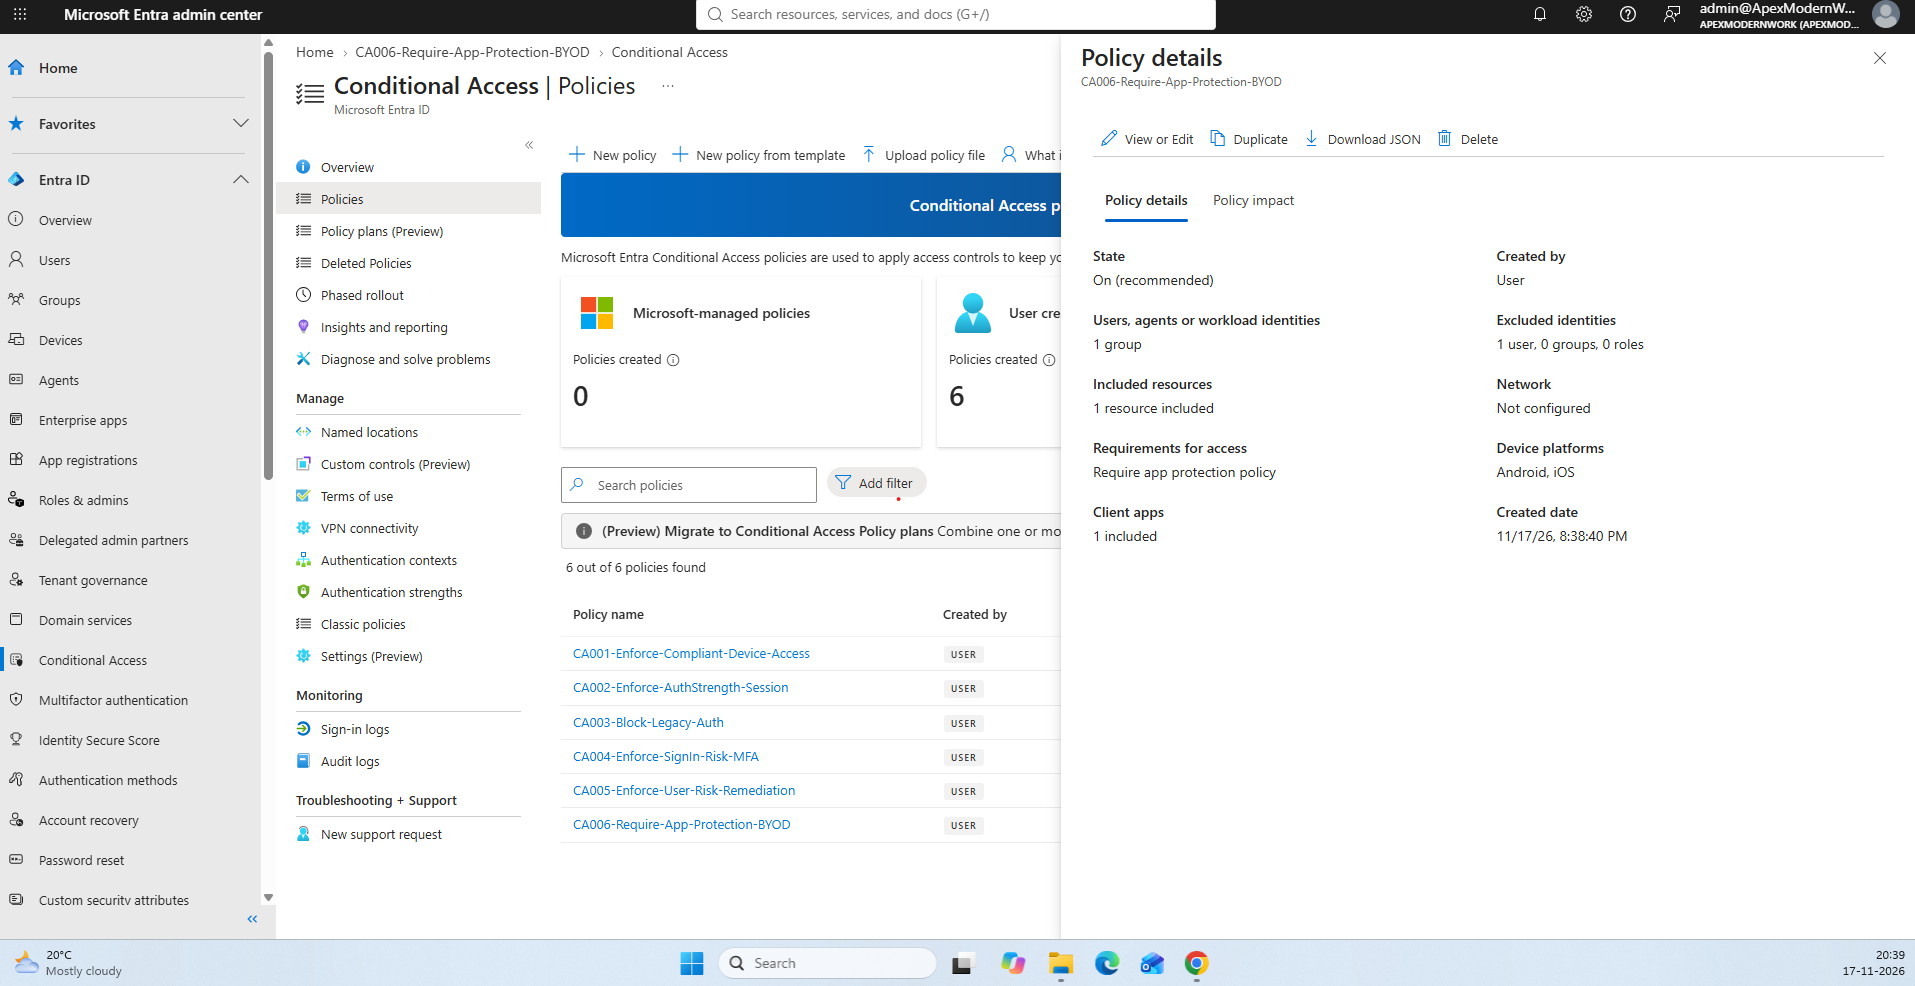 Microsoft Entra admin center
Search resources, services, and docs (G+/)
admin@ApexModernW...
APEXMODERNWORK (APEXMOD...
Home
Favorites
Entra ID
Overview
Users
Groups
Devices
Agents
Enterprise apps
App registrations
Roles & admins
Delegated admin partners
Tenant governance
Domain services
Conditional Access
Multifactor authentication
Identity Secure Score
Authentication methods
Account recovery
Password reset
Custom security attributes
Home > CA006-Require-App-Protection-BYOD > Conditional Access
Conditional Access | Policies ...
Microsoft Entra ID
Overview
Policies
Policy plans (Preview)
Deleted Policies
Phased rollout
Insights and reporting
Diagnose and solve problems
Manage
Named locations
Custom controls (Preview)
Terms of use
VPN connectivity
Authentication contexts
Authentication strengths
Classic policies
Settings (Preview)
Monitoring
Sign-in logs
Audit logs
Troubleshooting + Support
New support request
New policy New policy from template Upload policy file What i
Conditional Access p
Microsoft Entra Conditional Access policies are used to apply access controls to keep yo
Microsoft-managed policies
Policies created
0
User cre
Policies created
6
Search policies
Add filter
(Preview) Migrate to Conditional Access Policy plans Combine one or mo
6 out of 6 policies found
Policy name Created by
CA001-Enforce-Compliant-Device-Access USER
CA002-Enforce-AuthStrength-Session USER
CA003-Block-Legacy-Auth USER
CA004-Enforce-SignIn-Risk-MFA USER
CA005-Enforce-User-Risk-Remediation USER
CA006-Require-App-Protection-BYOD USER
Policy details
CA006-Require-App-Protection-BYOD
View or Edit Duplicate Download JSON Delete
Policy details Policy impact
State
On (recommended)
Created by
User
Users, agents or workload identities
1 group
Excluded identities
1 user, 0 groups, 0 roles
Included resources
1 resource included
Network
Not configured
Requirements for access
Require app protection policy
Device platforms
Android, iOS
Client apps
1 included
Created date
11/17/26, 8:38:40 PM
20°C
Mostly cloudy
Search
20:39
17-11-2026